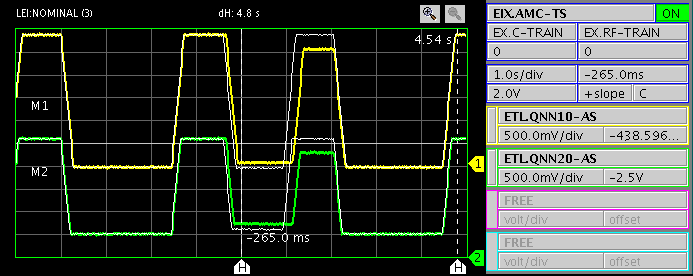 LEI:NOMINAL (3)
dH: 4.8 s
4.54 s
M1
M2
-265.0 ms
H
H
1
2
EIX.AMC-TS
ON
EX.C-TRAIN
EX.RF-TRAIN
0
0
1.0s/div
-265.0ms
2.0V
+slope
C
ETL.QNN10-AS
500.0mV/div
-438.596...
ETL.QNN20-AS
500.0mV/div
-2.5V
FREE
volt/div
offset
FREE
volt/div
offset